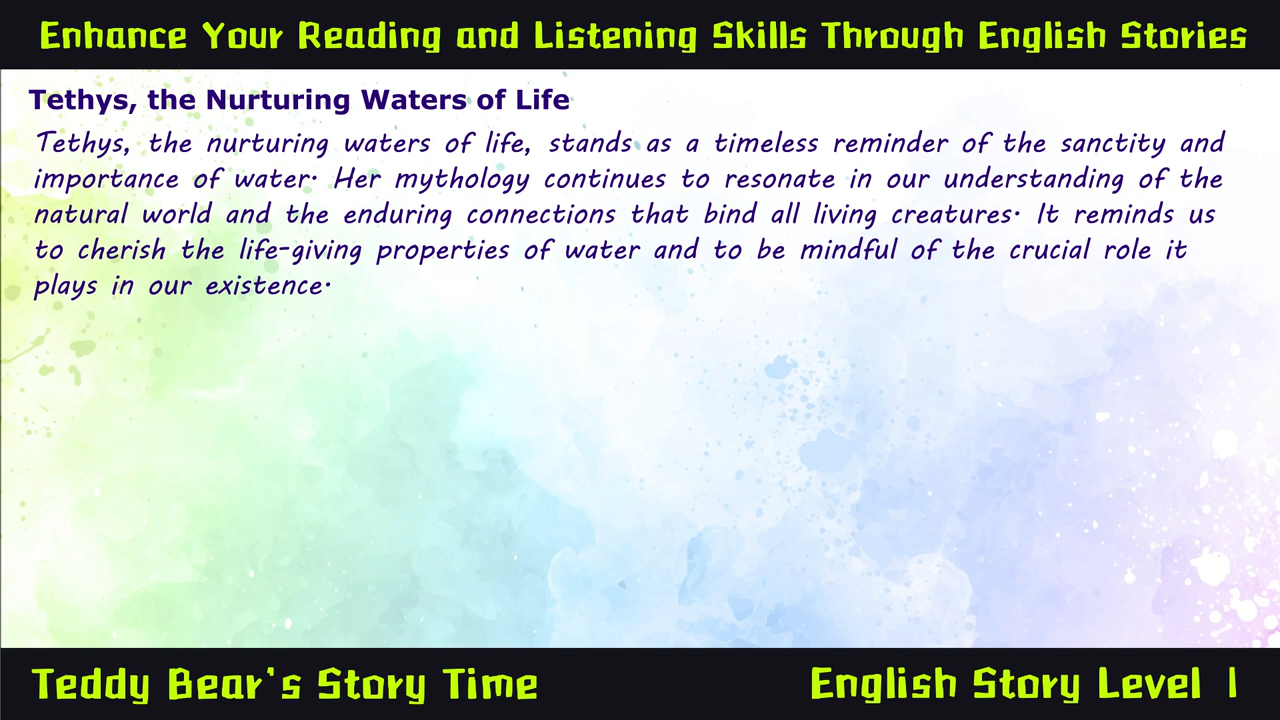 Enhance Your Reading and Listening Skills Through English Stories
Tethys, the Nurturing Waters of Life
Tethys, the nurturing waters of life, stands as a timeless reminder of the sanctity and
importance of water. Her mythology continues to resonate in our understanding of the
natural world and the enduring connections that bind all living creatures. It reminds us
to cherish the life-giving properties of water and to be mindful of the crucial role it
plays in our existence.
Teddy Bear's Story Time
English Story Level 1